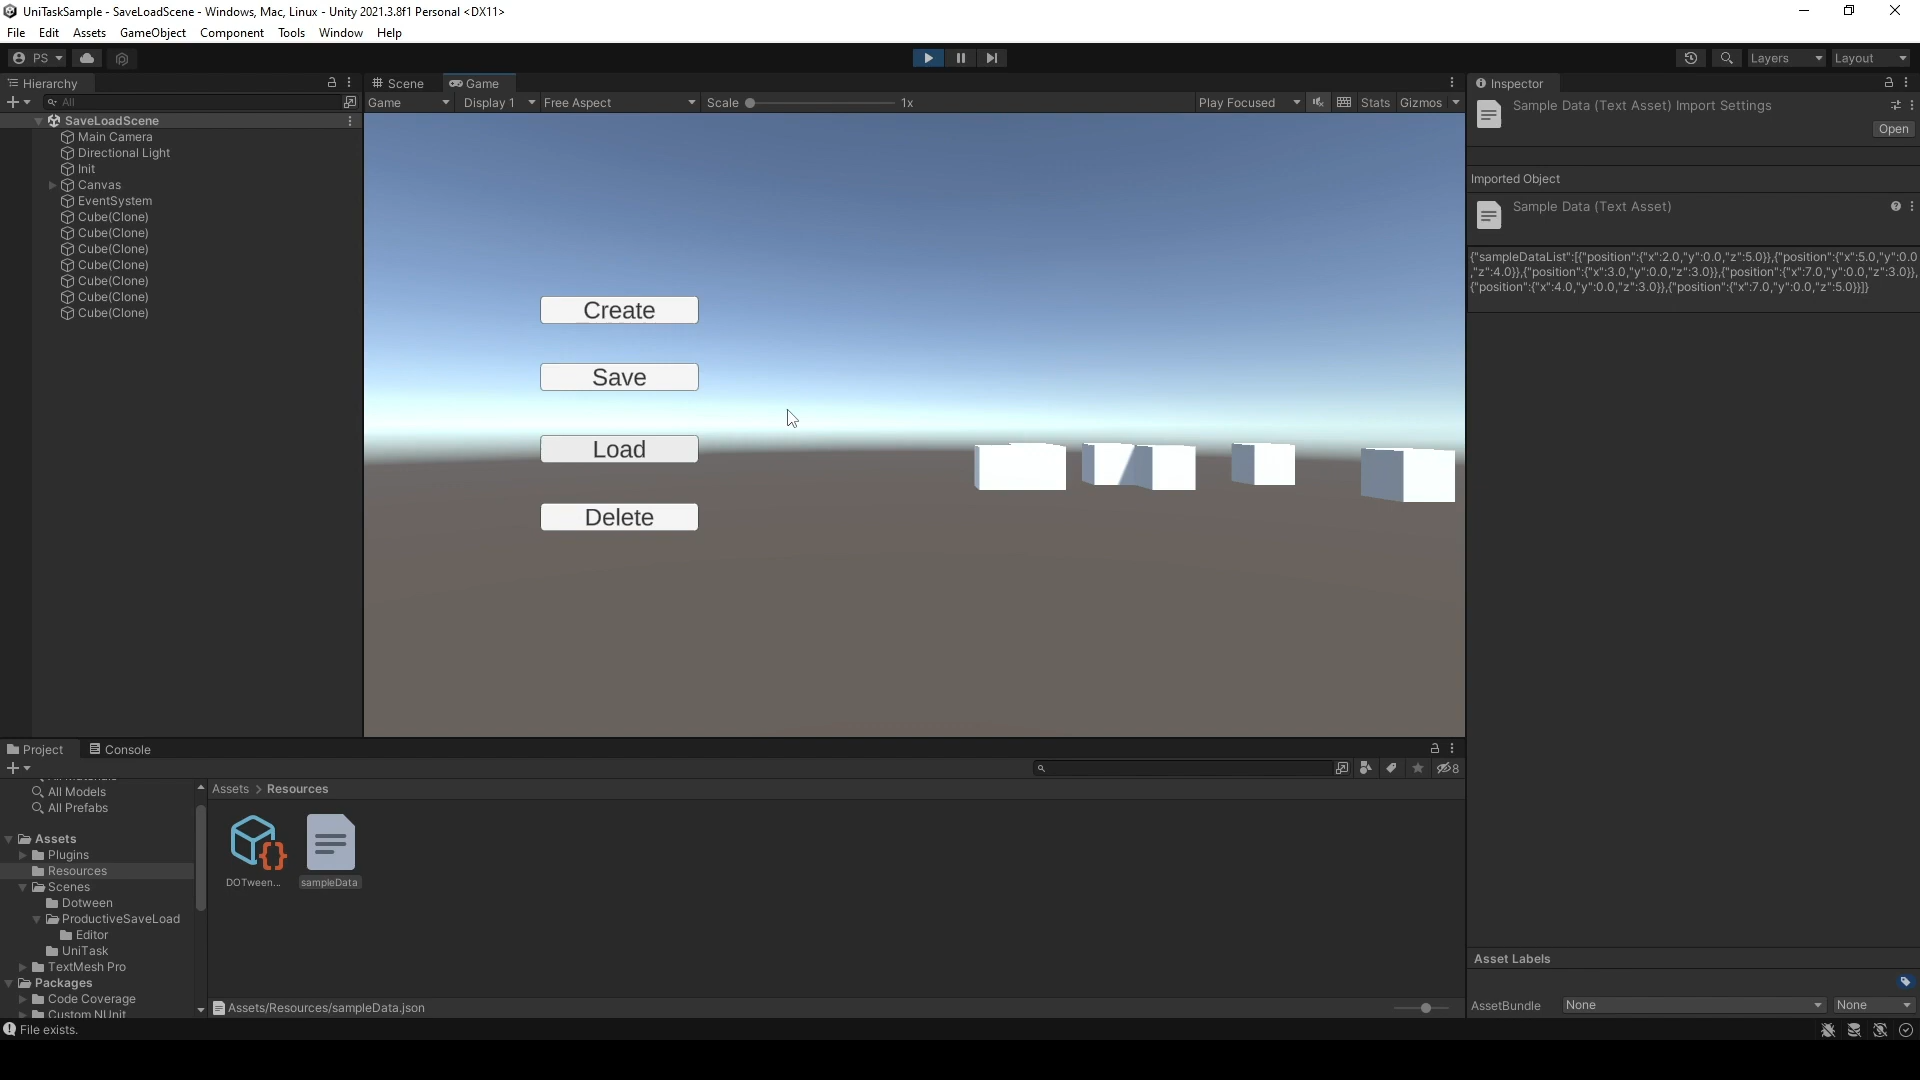 UniTaskSample - SaveLoadScene - Windows, Mac, Linux - Unity 2021.3.8f1 Personal <DX11>
File Edit Assets GameObject Component Tools Window Help
PS Layers Layout
Hierarchy
All
SaveLoadScene
Main Camera
Directional Light
Init
Canvas
EventSystem
Cube(Clone)
Cube(Clone)
Cube(Clone)
Cube(Clone)
Cube(Clone)
Cube(Clone)
Cube(Clone)
Scene Game
Game Display 1 Free Aspect Scale 1x Play Focused Stats Gizmos
Create
Save
Load
Delete
Inspector
Sample Data (Text Asset) Import Settings
Open
Imported Object
Sample Data (Text Asset)
{"sampleDataList":[{"position":{"x":2.0,"y":0.0,"z":5.0}},{"position":{"x":5.0,"y":0.0
,"z":4.0}},{"position":{"x":3.0,"y":0.0,"z":3.0}},{"position":{"x":7.0,"y":0.0,"z":3.0}},
{"position":{"x":4.0,"y":0.0,"z":3.0}},{"position":{"x":7.0,"y":0.0,"z":5.0}}]}
Asset Labels
AssetBundle None None
Project Console
8
All Models
All Prefabs
Assets
Plugins
Resources
Scenes
Dotween
ProductiveSaveLoad
Editor
UniTask
TextMesh Pro
Packages
Code Coverage
Custom NUnit
Assets > Resources
DOTween... sampleData
Assets/Resources/sampleData.json
File exists.